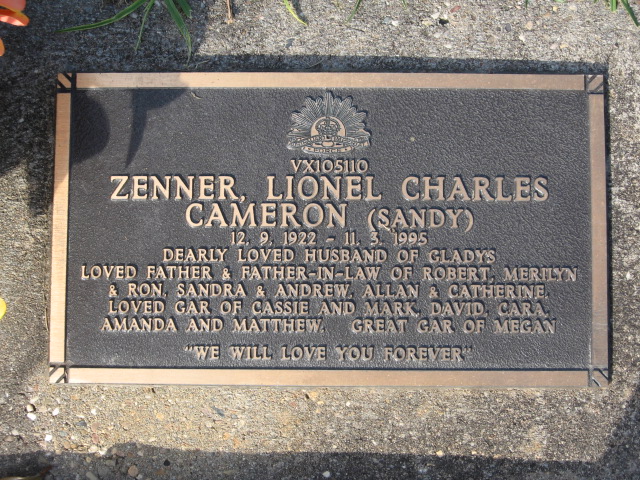 VX105110
ZENNER, LIONEL CHARLES
CAMERON (SANDY)
12. 9. 1922 - 11. 3. 1995
DEARLY LOVED HUSBAND OF GLADYS
LOVED FATHER & FATHER-IN-LAW OF ROBERT, MERILYN
& RON, SANDRA & ANDREW, ALLAN & CATHERINE.
LOVED GAR OF CASSIE AND MARK, DAVID, CARA,
AMANDA AND MATTHEW. GREAT GAR OF MEGAN
"WE WILL LOVE YOU FOREVER"